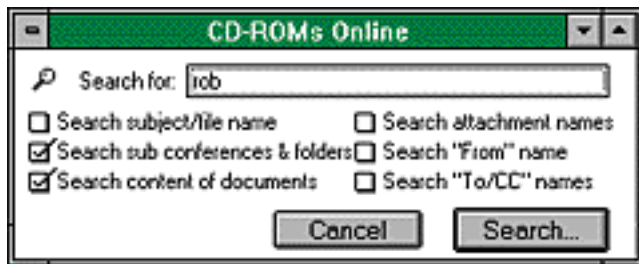 CD-ROMs Online
Search for: rob
Search subject/file name Search attachment names
Search sub conferences & folders Search "From" name
Search content of documents Search "To/CC" names
Cancel Search...